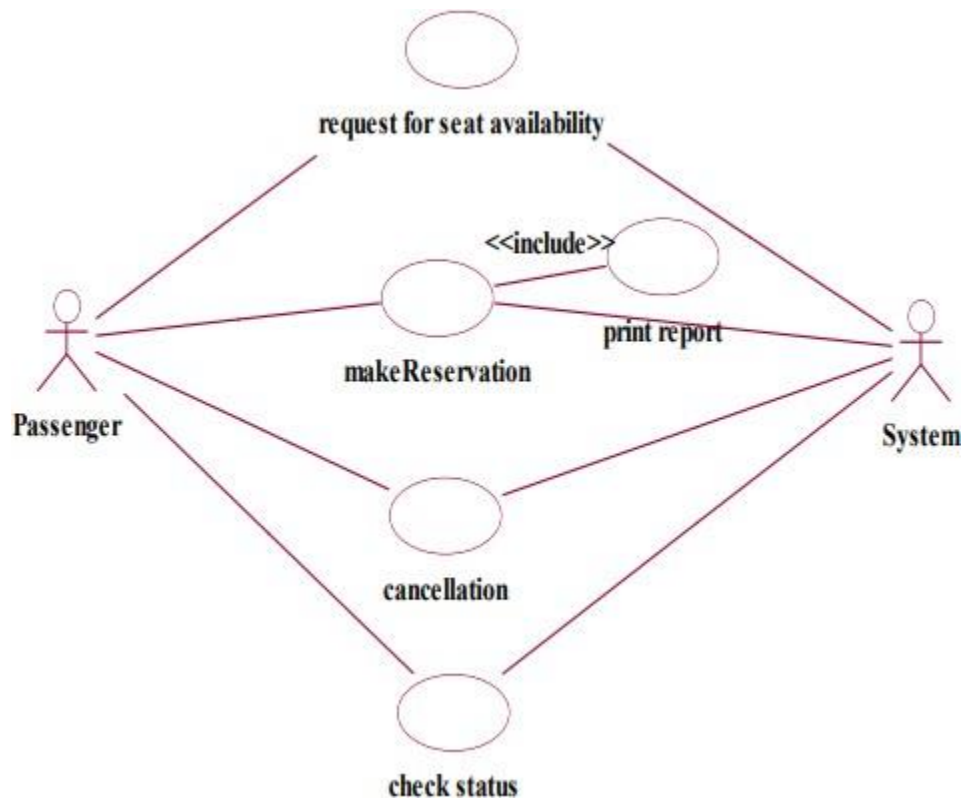 request for seat availability
<<include>>
print report
makeReservation
Passenger
System
cancellation
check status